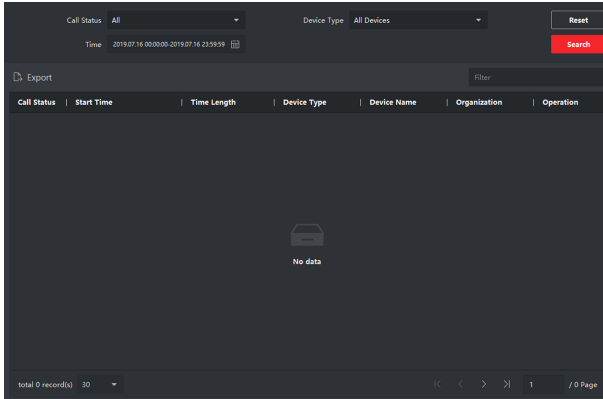 Call Status All Device Type All Devices Reset
Time 2019.07.16 00:00:00-2019.07.16 23:59:59 Search
Export Filter
Call Status | Start Time | Time Length | Device Type | Device Name | Organization | Operation
No data
total 0 record(s) 30 1 / 0 Page